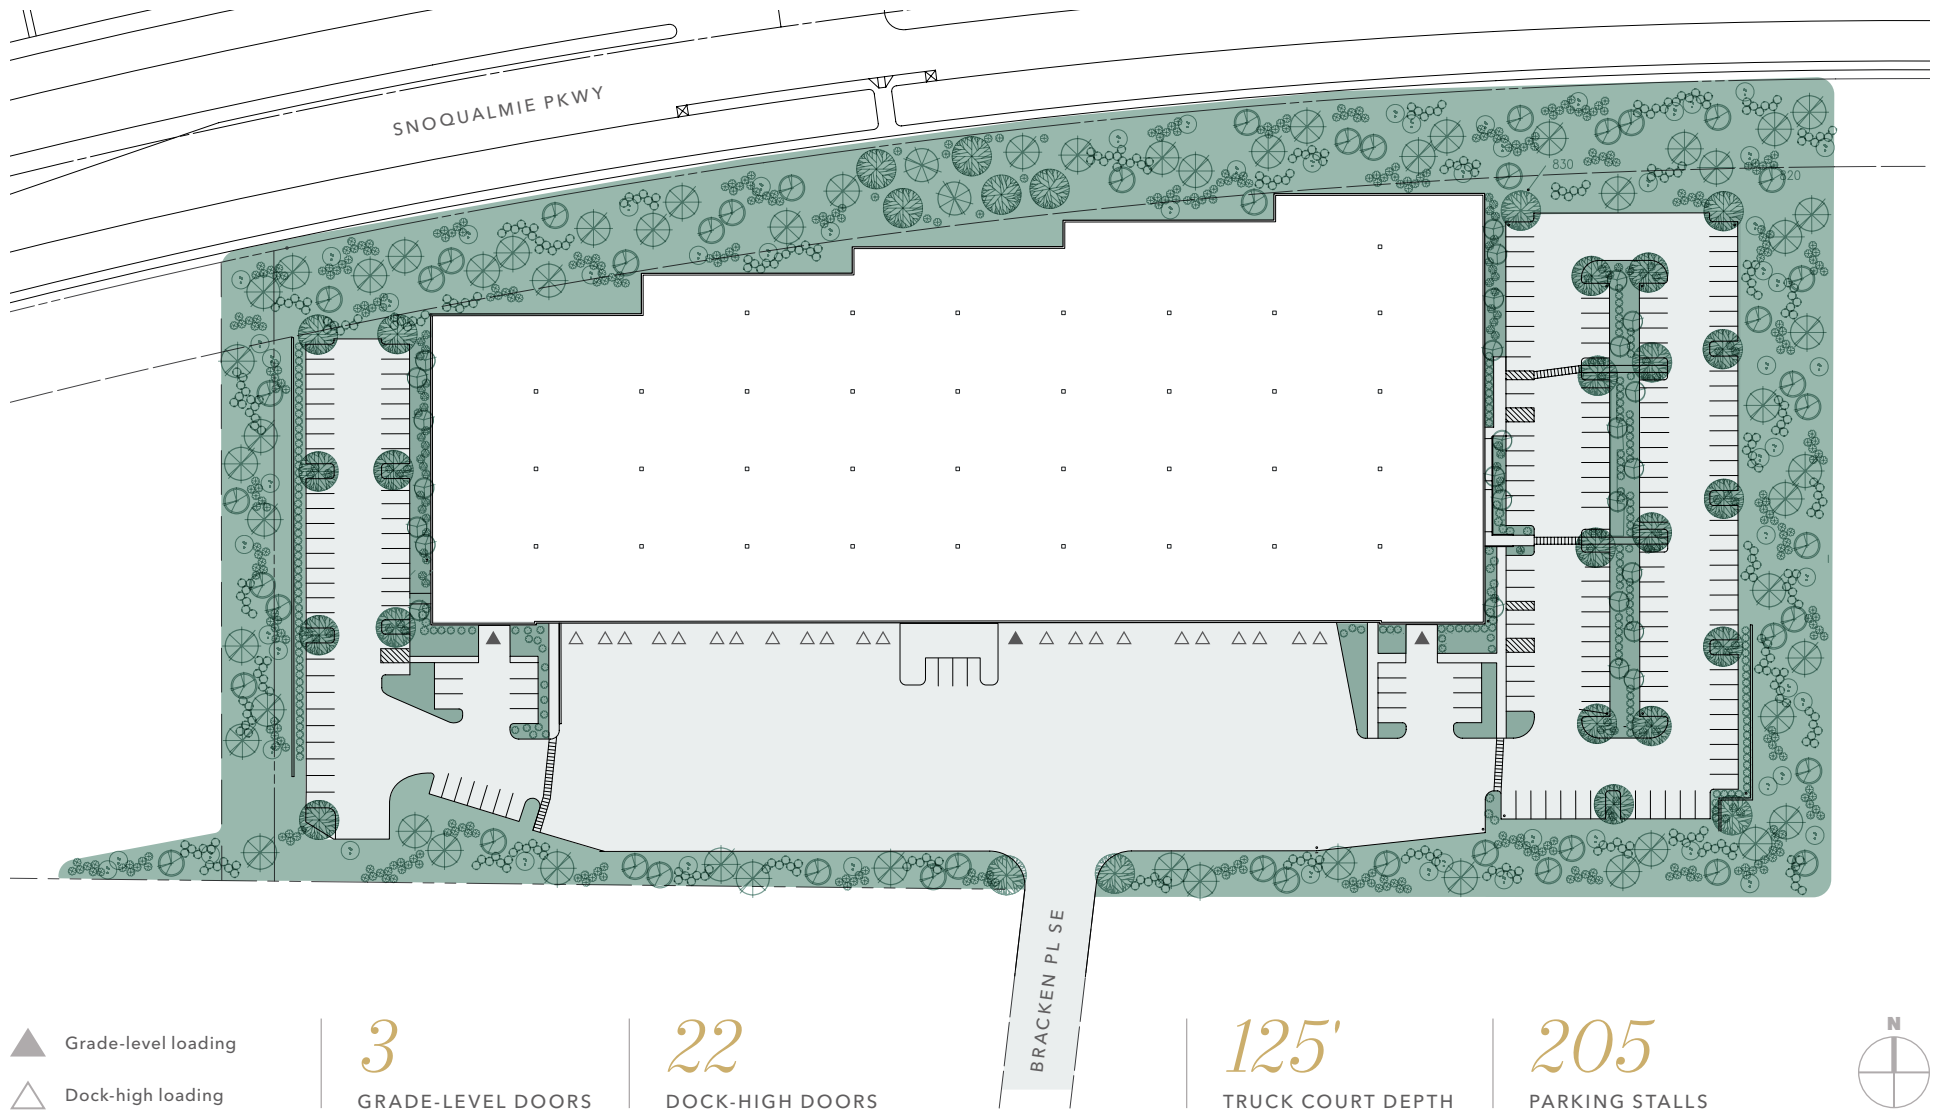 SNOQUALMIE PKWY
830
820
BRACKEN PL SE
Grade-level loading
Dock-high loading
3
GRADE-LEVEL DOORS
22
DOCK-HIGH DOORS
125'
TRUCK COURT DEPTH
205
PARKING STALLS
N